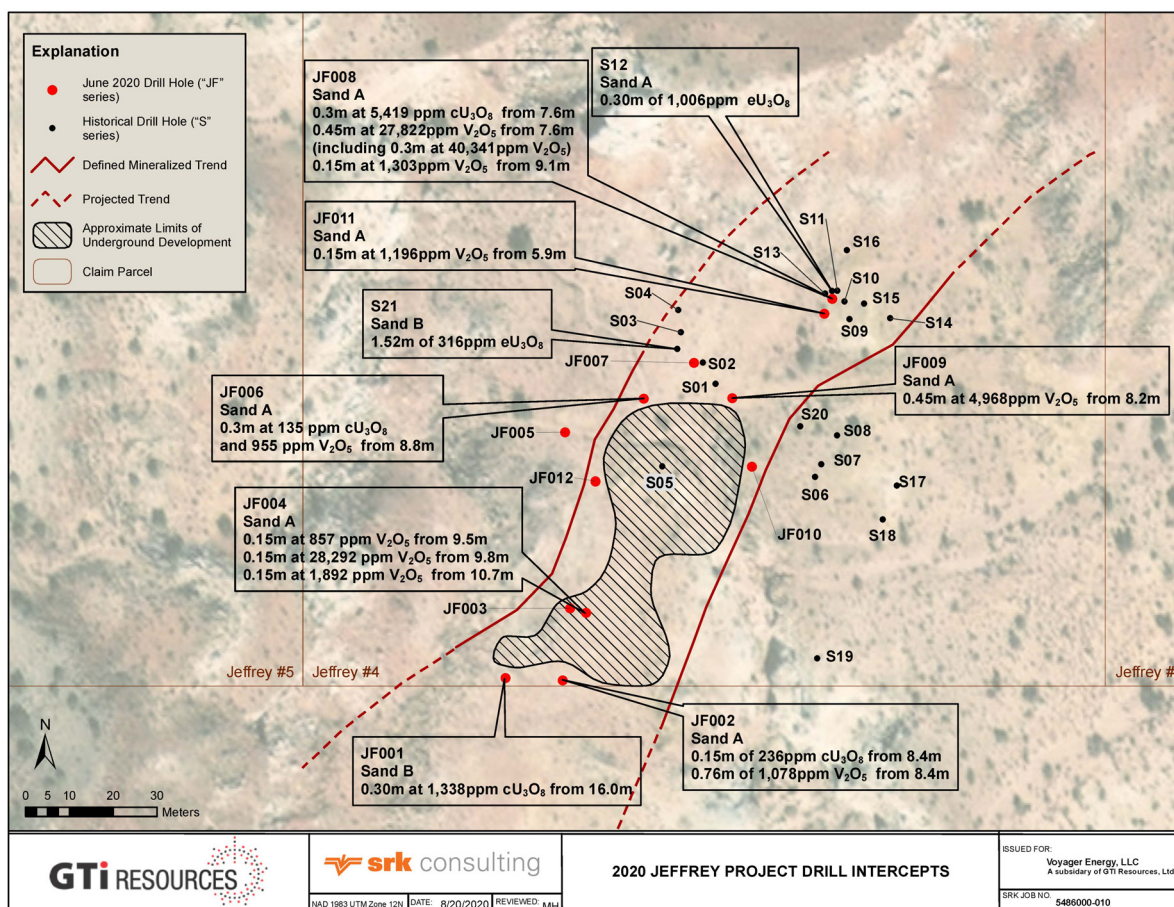 Explanation
June 2020 Drill Hole ("JF" series)
Historical Drill Hole ("S" series)
Defined Mineralized Trend
Projected Trend
Approximate Limits of
Underground Development
Claim Parcel
JF008
Sand A
0.3m at 5,419 ppm cU₃O₈ from 7.6m
0.45m at 27,822ppm V₂O₅ from 7.6m
(including 0.3m at 40,341ppm V₂O₅)
0.15m at 1,303ppm V₂O₅ from 9.1m
S12
Sand A
0.30m of 1,006ppm eU₃O₈
JF011
Sand A
0.15m at 1,196ppm V₂O₅ from 5.9m
S21
Sand B
1.52m of 316ppm eU₃O₈
JF006
Sand A
0.3m at 135 ppm cU₃O₈
and 955 ppm V₂O₅ from 8.8m
JF009
Sand A
0.45m at 4,968ppm V₂O₅ from 8.2m
JF004
Sand A
0.15m at 857 ppm V₂O₅ from 9.5m
0.15m at 28,292 ppm V₂O₅ from 9.8m
0.15m at 1,892 ppm V₂O₅ from 10.7m
S11
S16
S13
S10
S15
S04
S03
S09
S14
JF007
S02
S01
S20
S08
JF005
S07
JF012
S05
S06
S17
JF010
S18
JF003
S19
Jeffrey #5
Jeffrey #4
Jeffrey #
JF001
Sand B
0.30m at 1,338ppm cU₃O₈ from 16.0m
JF002
Sand A
0.15m of 236ppm cU₃O₈ from 8.4m
0.76m of 1,078ppm V₂O₅ from 8.4m
N
0 5 10 20 30
Meters
GTi RESOURCES
srk consulting
NAD 1983 UTM Zone 12N
DATE: 8/20/2020
REVIEWED: MH
2020 JEFFREY PROJECT DRILL INTERCEPTS
ISSUED FOR:
Voyager Energy, LLC
A subsidary of GTI Resources, Ltd
SRK JOB NO.
5486000-010